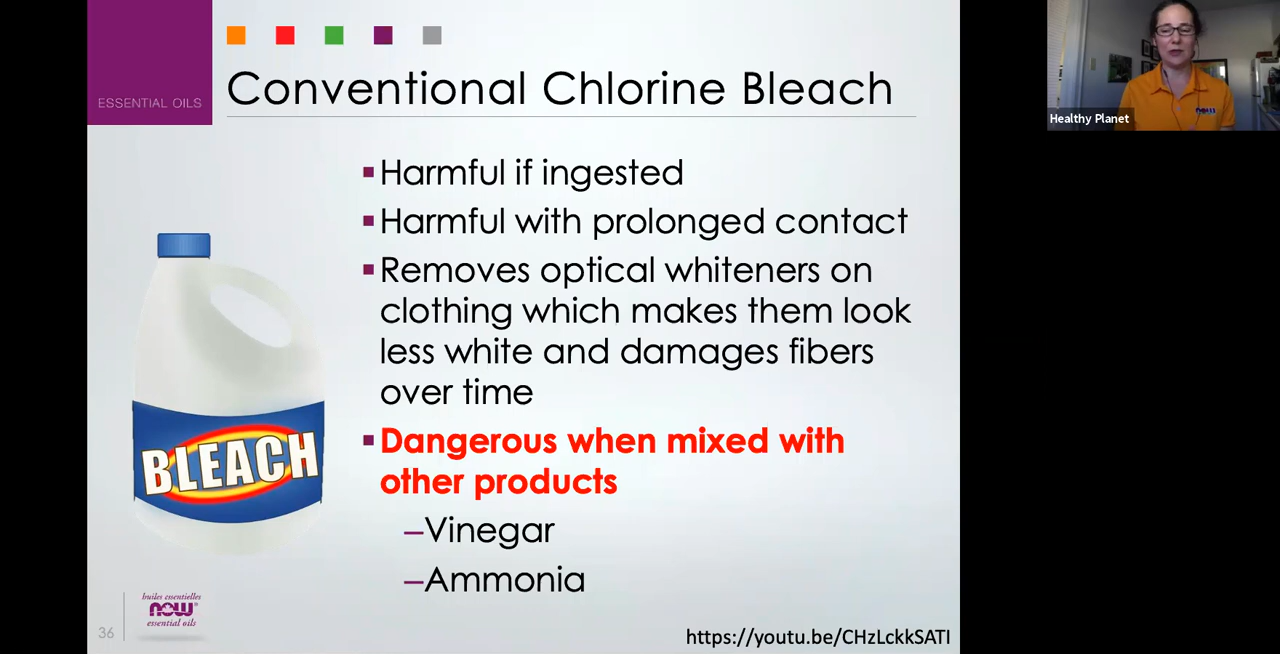 ESSENTIAL OILS
Conventional Chlorine Bleach
Healthy Planet
Harmful if ingested
Harmful with prolonged contact
Removes optical whiteners on
clothing which makes them look
less white and damages fibers
over time
Dangerous when mixed with
other products
–Vinegar
–Ammonia
BLEACH
huiles essentielles
NOW®
essential oils
36
https://youtu.be/CHzLckkSATI
NOW